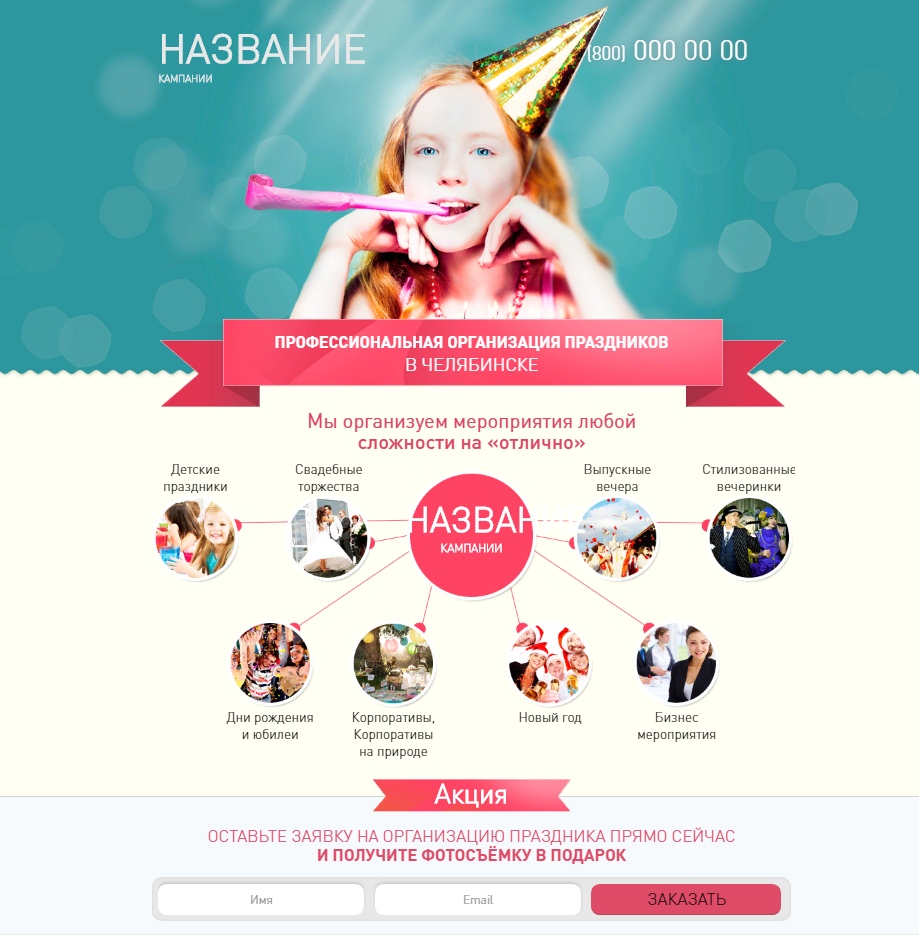 НАЗВАНИЕ
КАМПАНИИ
(800) 000 00 00
ПРОФЕССИОНАЛЬНАЯ ОРГАНИЗАЦИЯ ПРАЗДНИКОВ
В ЧЕЛЯБИНСКЕ
Мы организуем мероприятия любой
сложности на «отлично»
Детские
праздники
Свадебные
торжества
Выпускные
вечера
Стилизованные
вечеринки
НАЗВАНИЕ
КАМПАНИИ
Дни рождения
и юбилеи
Корпоративы,
Корпоративы
на природе
Новый год
Бизнес
мероприятия
Акция
ОСТАВЬТЕ ЗАЯВКУ НА ОРГАНИЗАЦИЮ ПРАЗДНИКА ПРЯМО СЕЙЧАС
И ПОЛУЧИТЕ ФОТОСЪЁМКУ В ПОДАРОК
Имя
Email
ЗАКАЗАТЬ